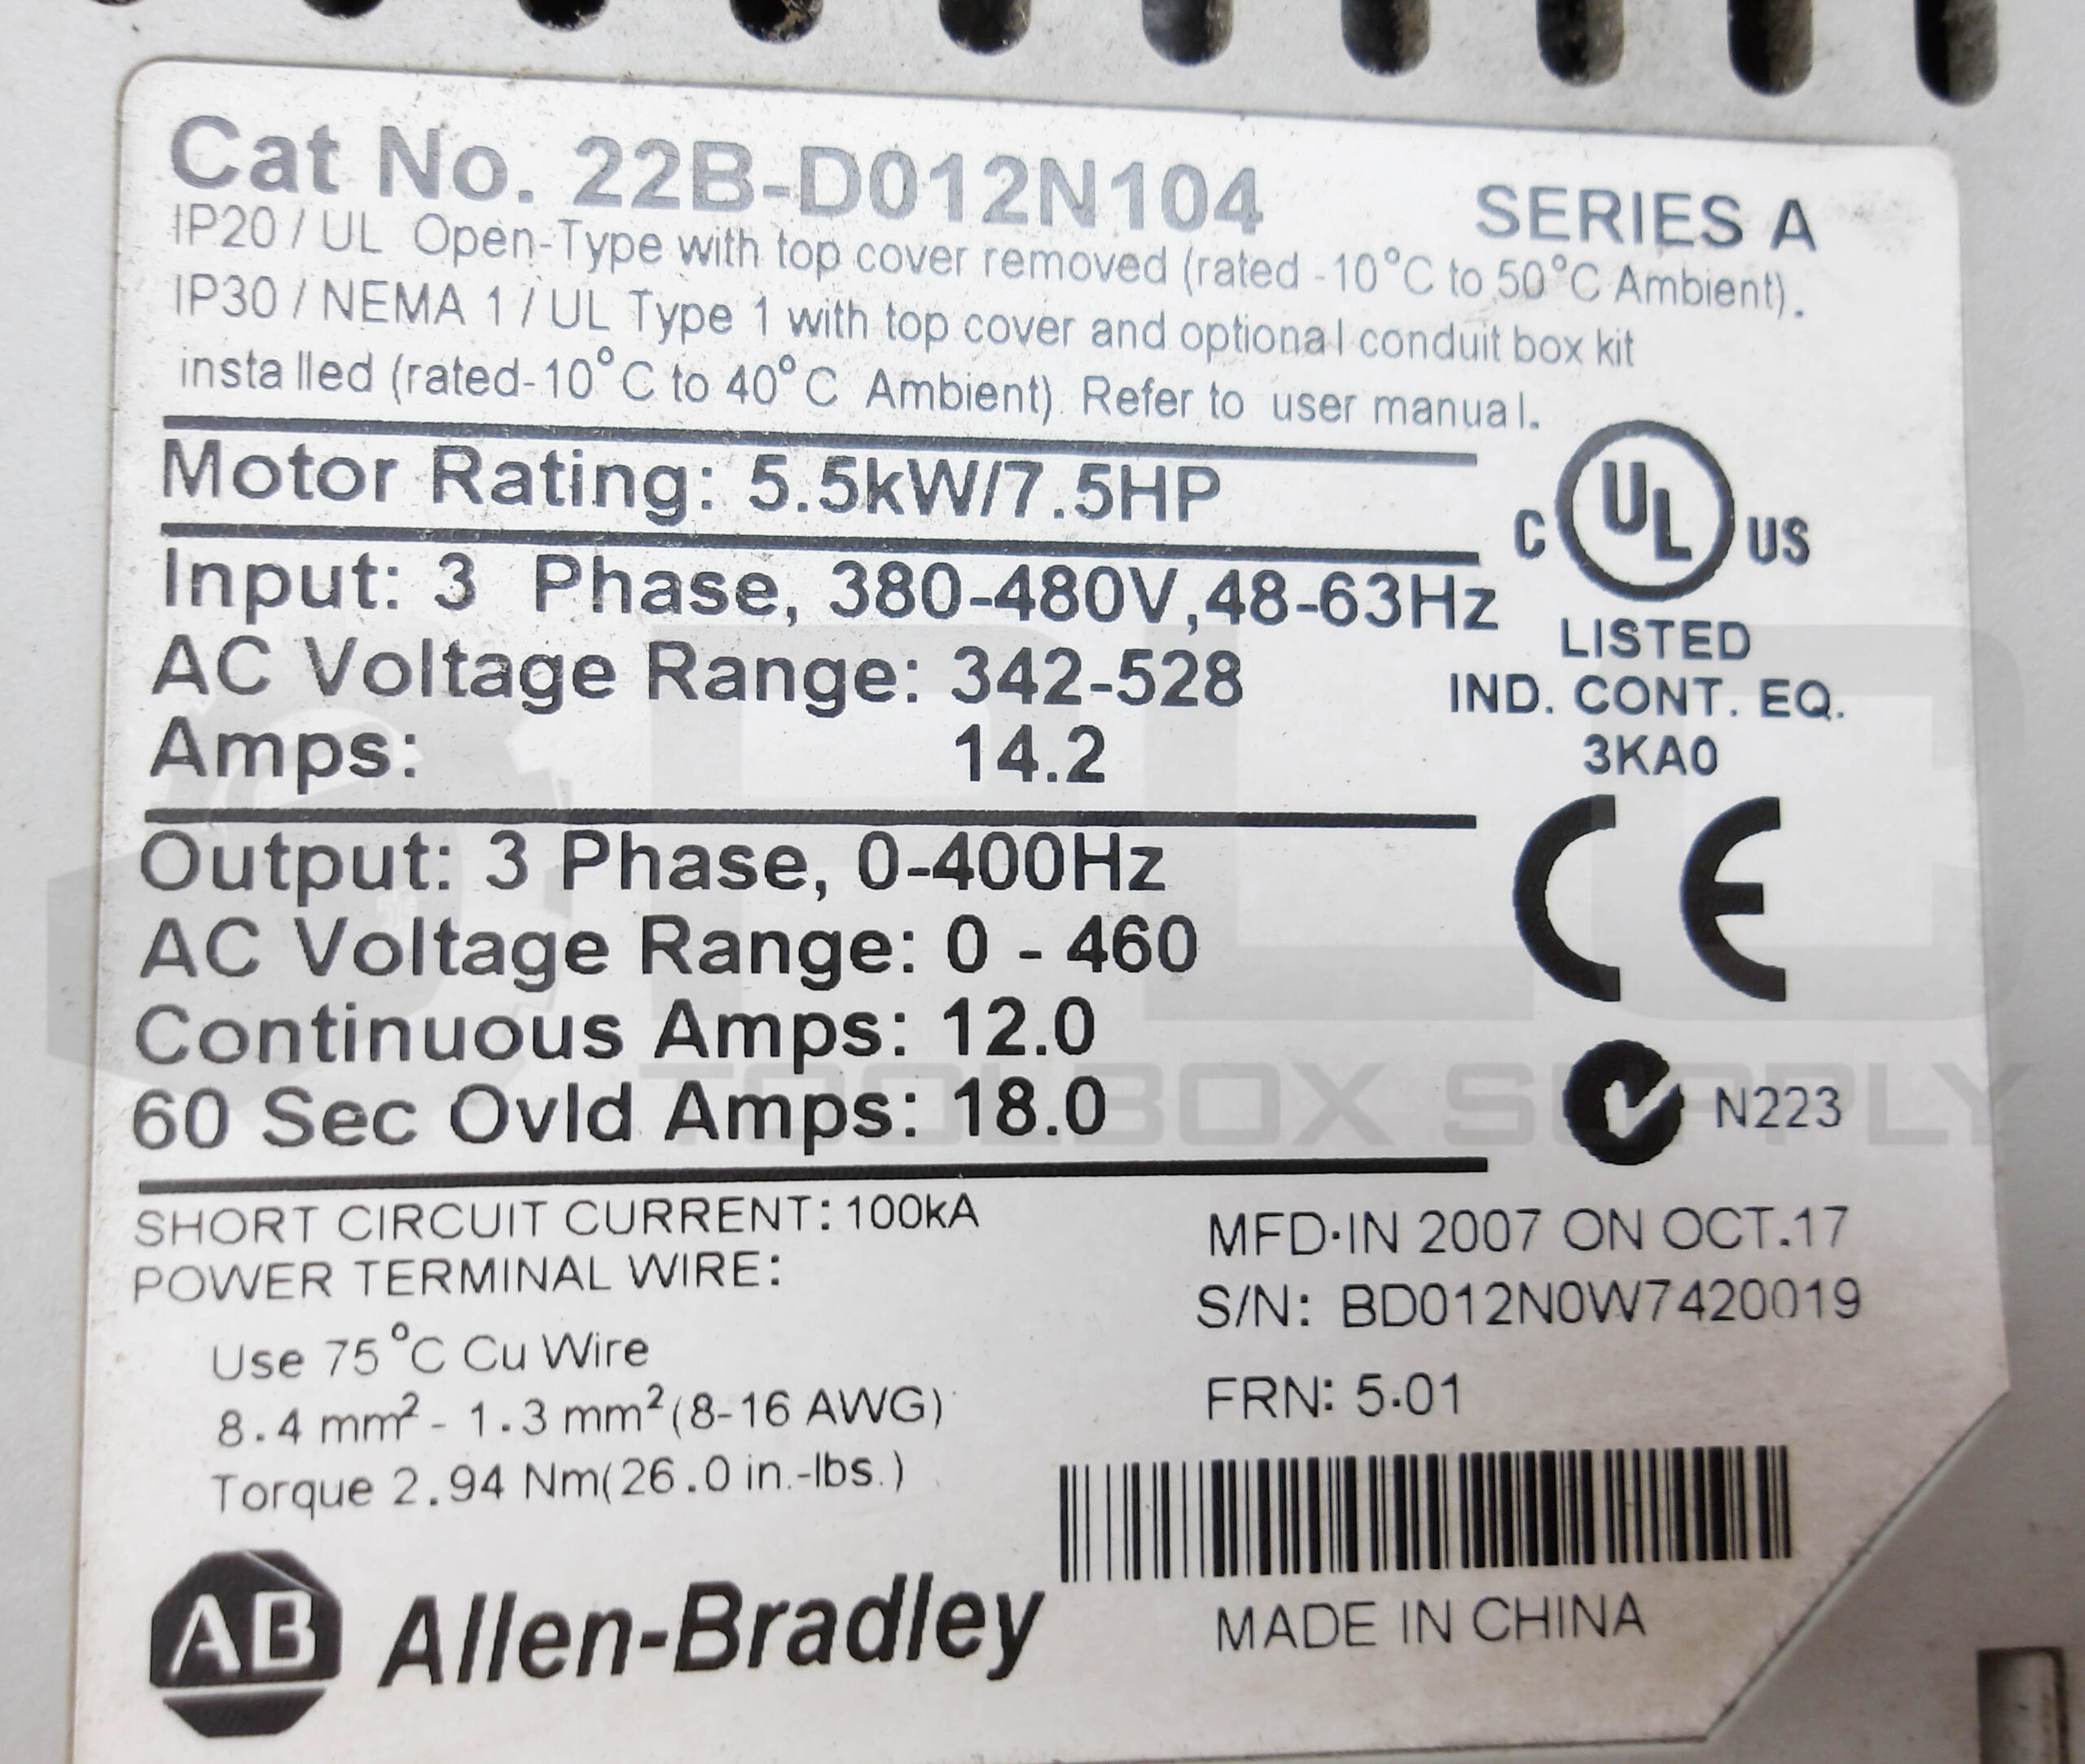 Cat No. 22B-D012N104 SERIES A
IP20 / UL Open-Type with top cover removed (rated -10°C to 50°C Ambient).
IP30 / NEMA 1 / UL Type 1 with top cover and optional conduit box kit
installed (rated-10°C to 40°C Ambient). Refer to user manual.
Motor Rating: 5.5kW/7.5HP
C UL US
Input: 3 Phase, 380-480V,48-63Hz
LISTED
AC Voltage Range: 342-528
IND. CONT. EQ.
Amps: 14.2
3KA0
Output: 3 Phase, 0-400Hz
CE
AC Voltage Range: 0 - 460
Continuous Amps: 12.0
60 Sec Ovld Amps: 18.0
N223
PLC
TOOLBOX SUPPLY
SHORT CIRCUIT CURRENT: 100kA
POWER TERMINAL WIRE:
Use 75°C Cu Wire
8.4 mm² - 1.3 mm² (8-16 AWG)
Torque 2.94 Nm(26.0 in.-lbs.)
MFD·IN 2007 ON OCT.17
S/N: BD012N0W7420019
FRN: 5.01
MADE IN CHINA
AB Allen-Bradley